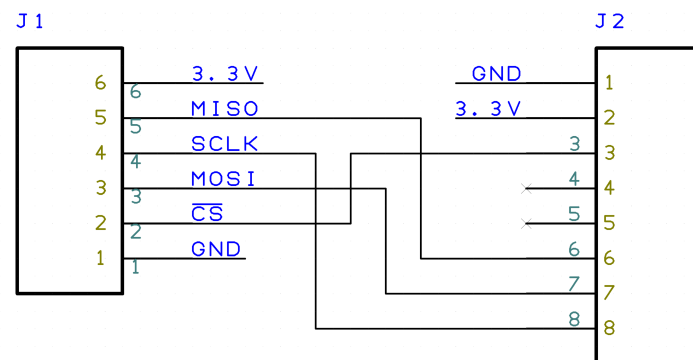 J1
6 6 3.3V
5 5 MISO
4 4 SCLK
3 3 MOSI
2 2 CS
1 1 GND
J2
GND 1
3.3V 2
3 3
4 4
5 5
6 6
7 7
8 8